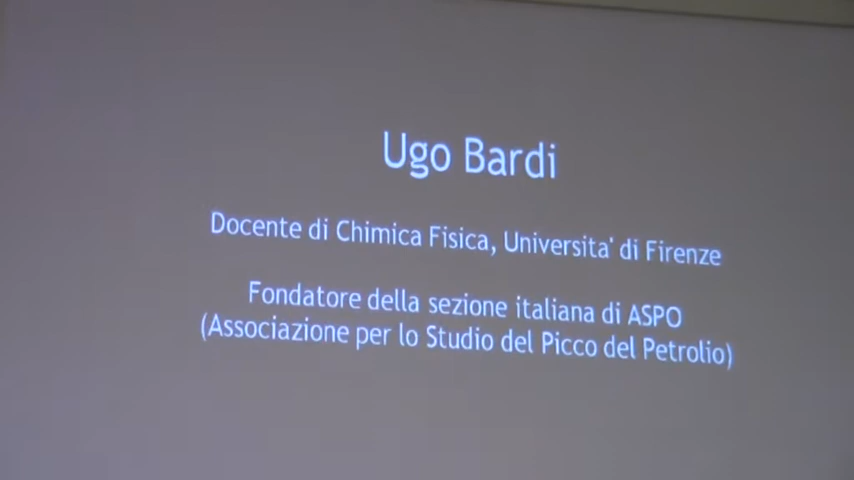 Ugo Bardi
Docente di Chimica Fisica, Universita' di Firenze
Fondatore della sezione italiana di ASPO
(Associazione per lo Studio del Picco del Petrolio)